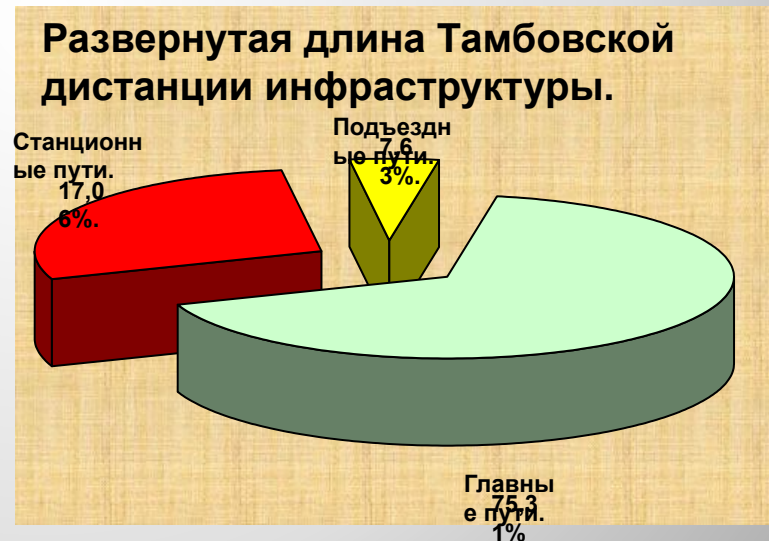 Развернутая длина Тамбовской
дистанции инфраструктуры.
Станционн
ые пути.
17,0
6%.
Подъездн
ые пути.
7,6
3%.
Главны
е пути.
75,3
1%